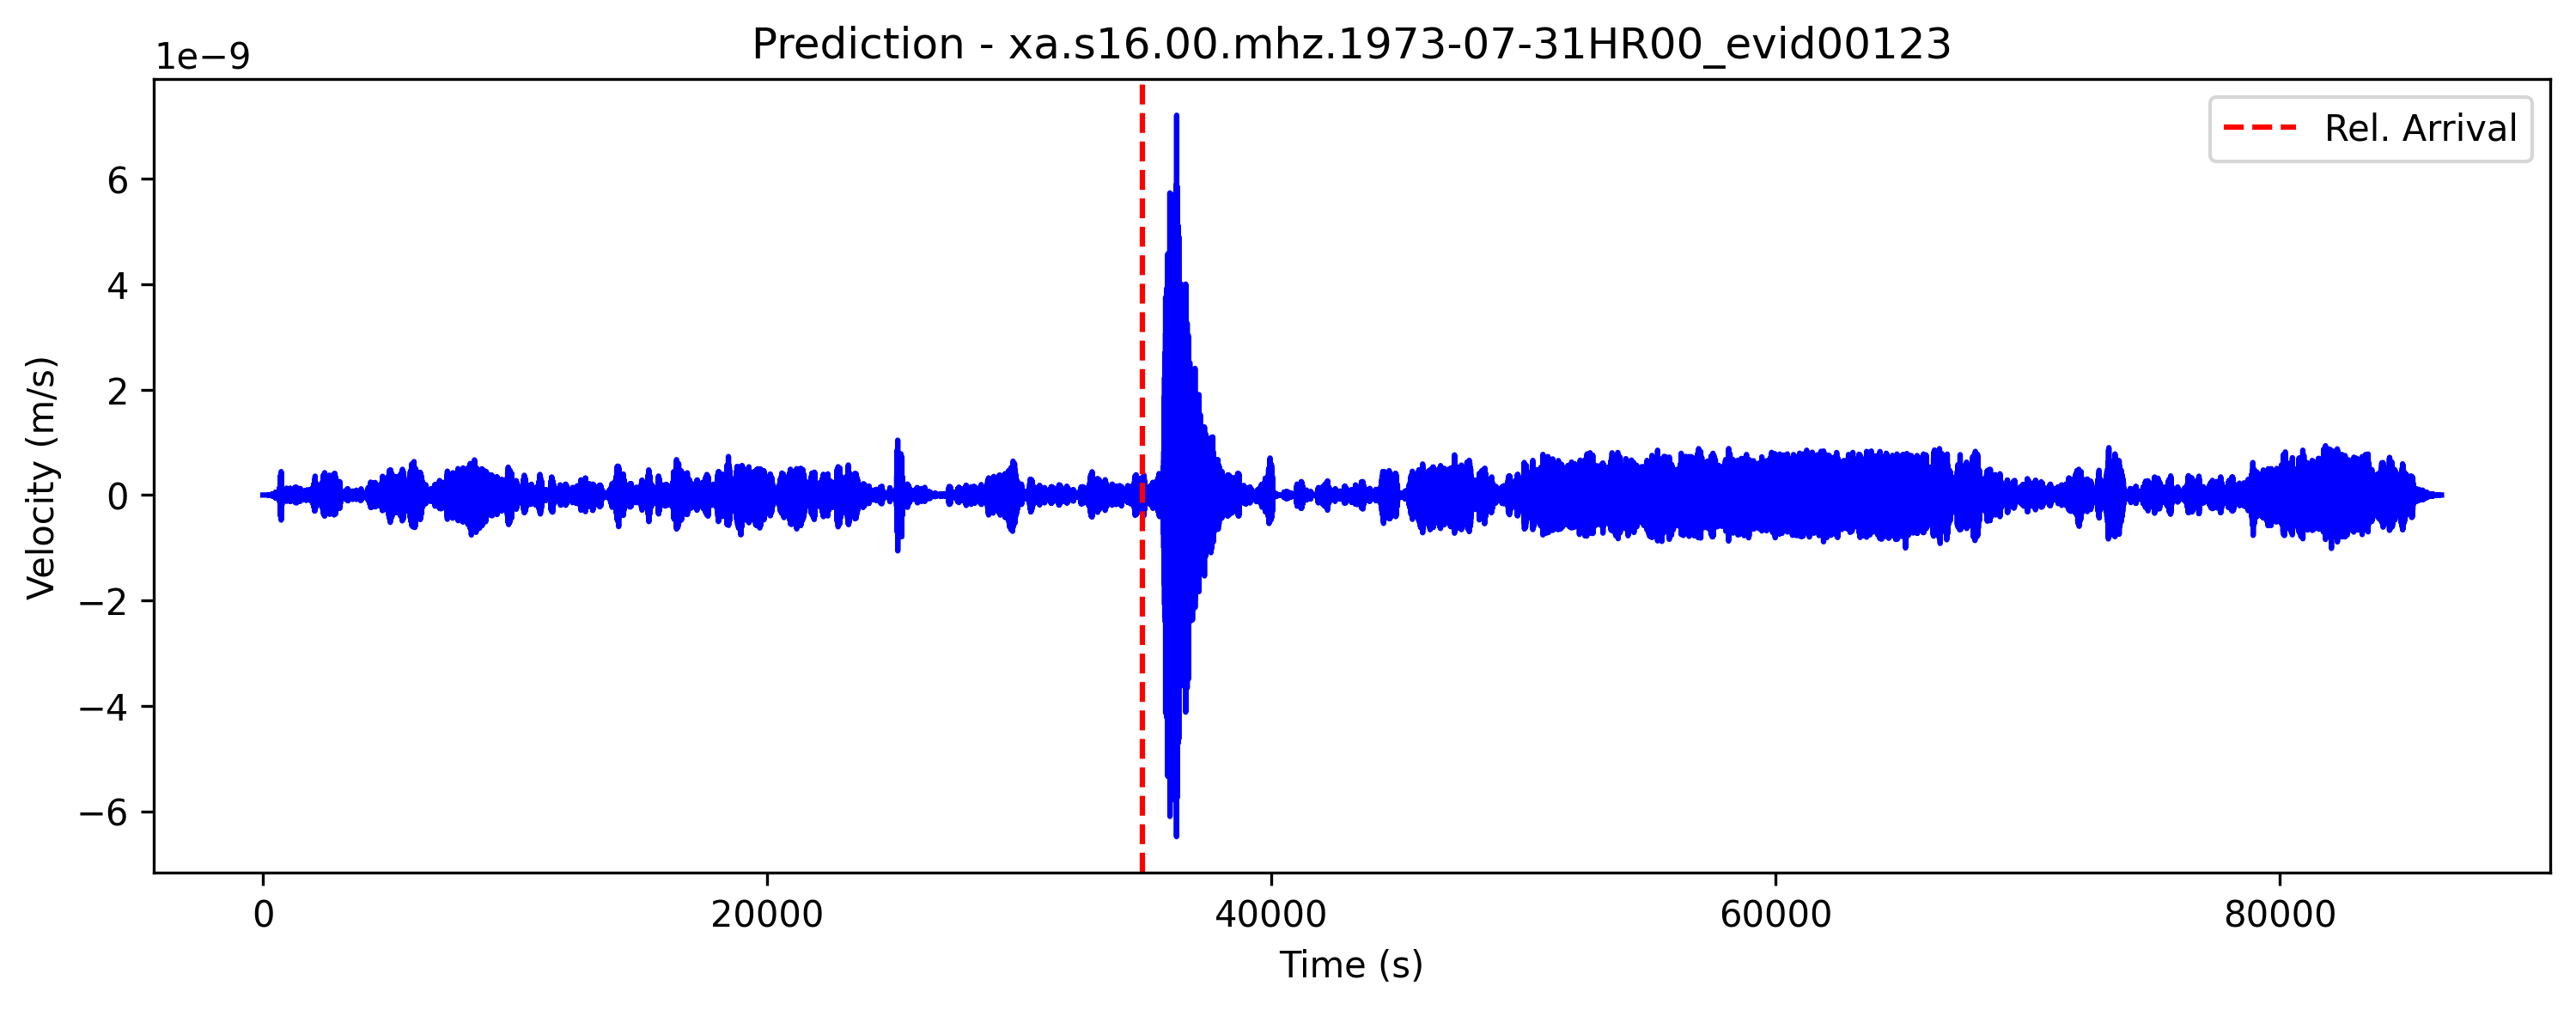 Prediction - xa.s16.00.mhz.1973-07-31HR00_evid00123
1e−9
Rel. Arrival
6
4
2
0
−2
−4
−6
Velocity (m/s)
0 20000 40000 60000 80000
Time (s)